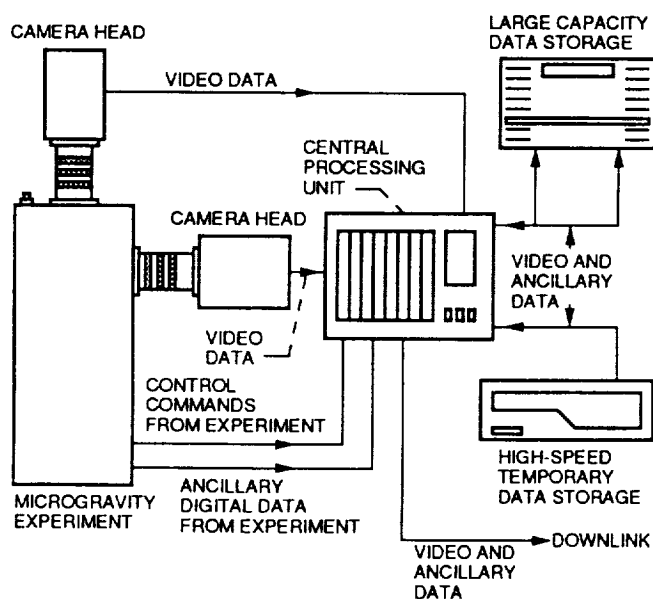 CAMERA HEAD
LARGE CAPACITY
DATA STORAGE
VIDEO DATA
CENTRAL
PROCESSING
UNIT
CAMERA HEAD
VIDEO AND
ANCILLARY
DATA
VIDEO
DATA
CONTROL
COMMANDS
FROM EXPERIMENT
HIGH-SPEED
TEMPORARY
DATA STORAGE
MICROGRAVITY
EXPERIMENT
ANCILLARY
DIGITAL DATA
FROM EXPERIMENT
VIDEO AND
ANCILLARY
DATA
DOWNLINK